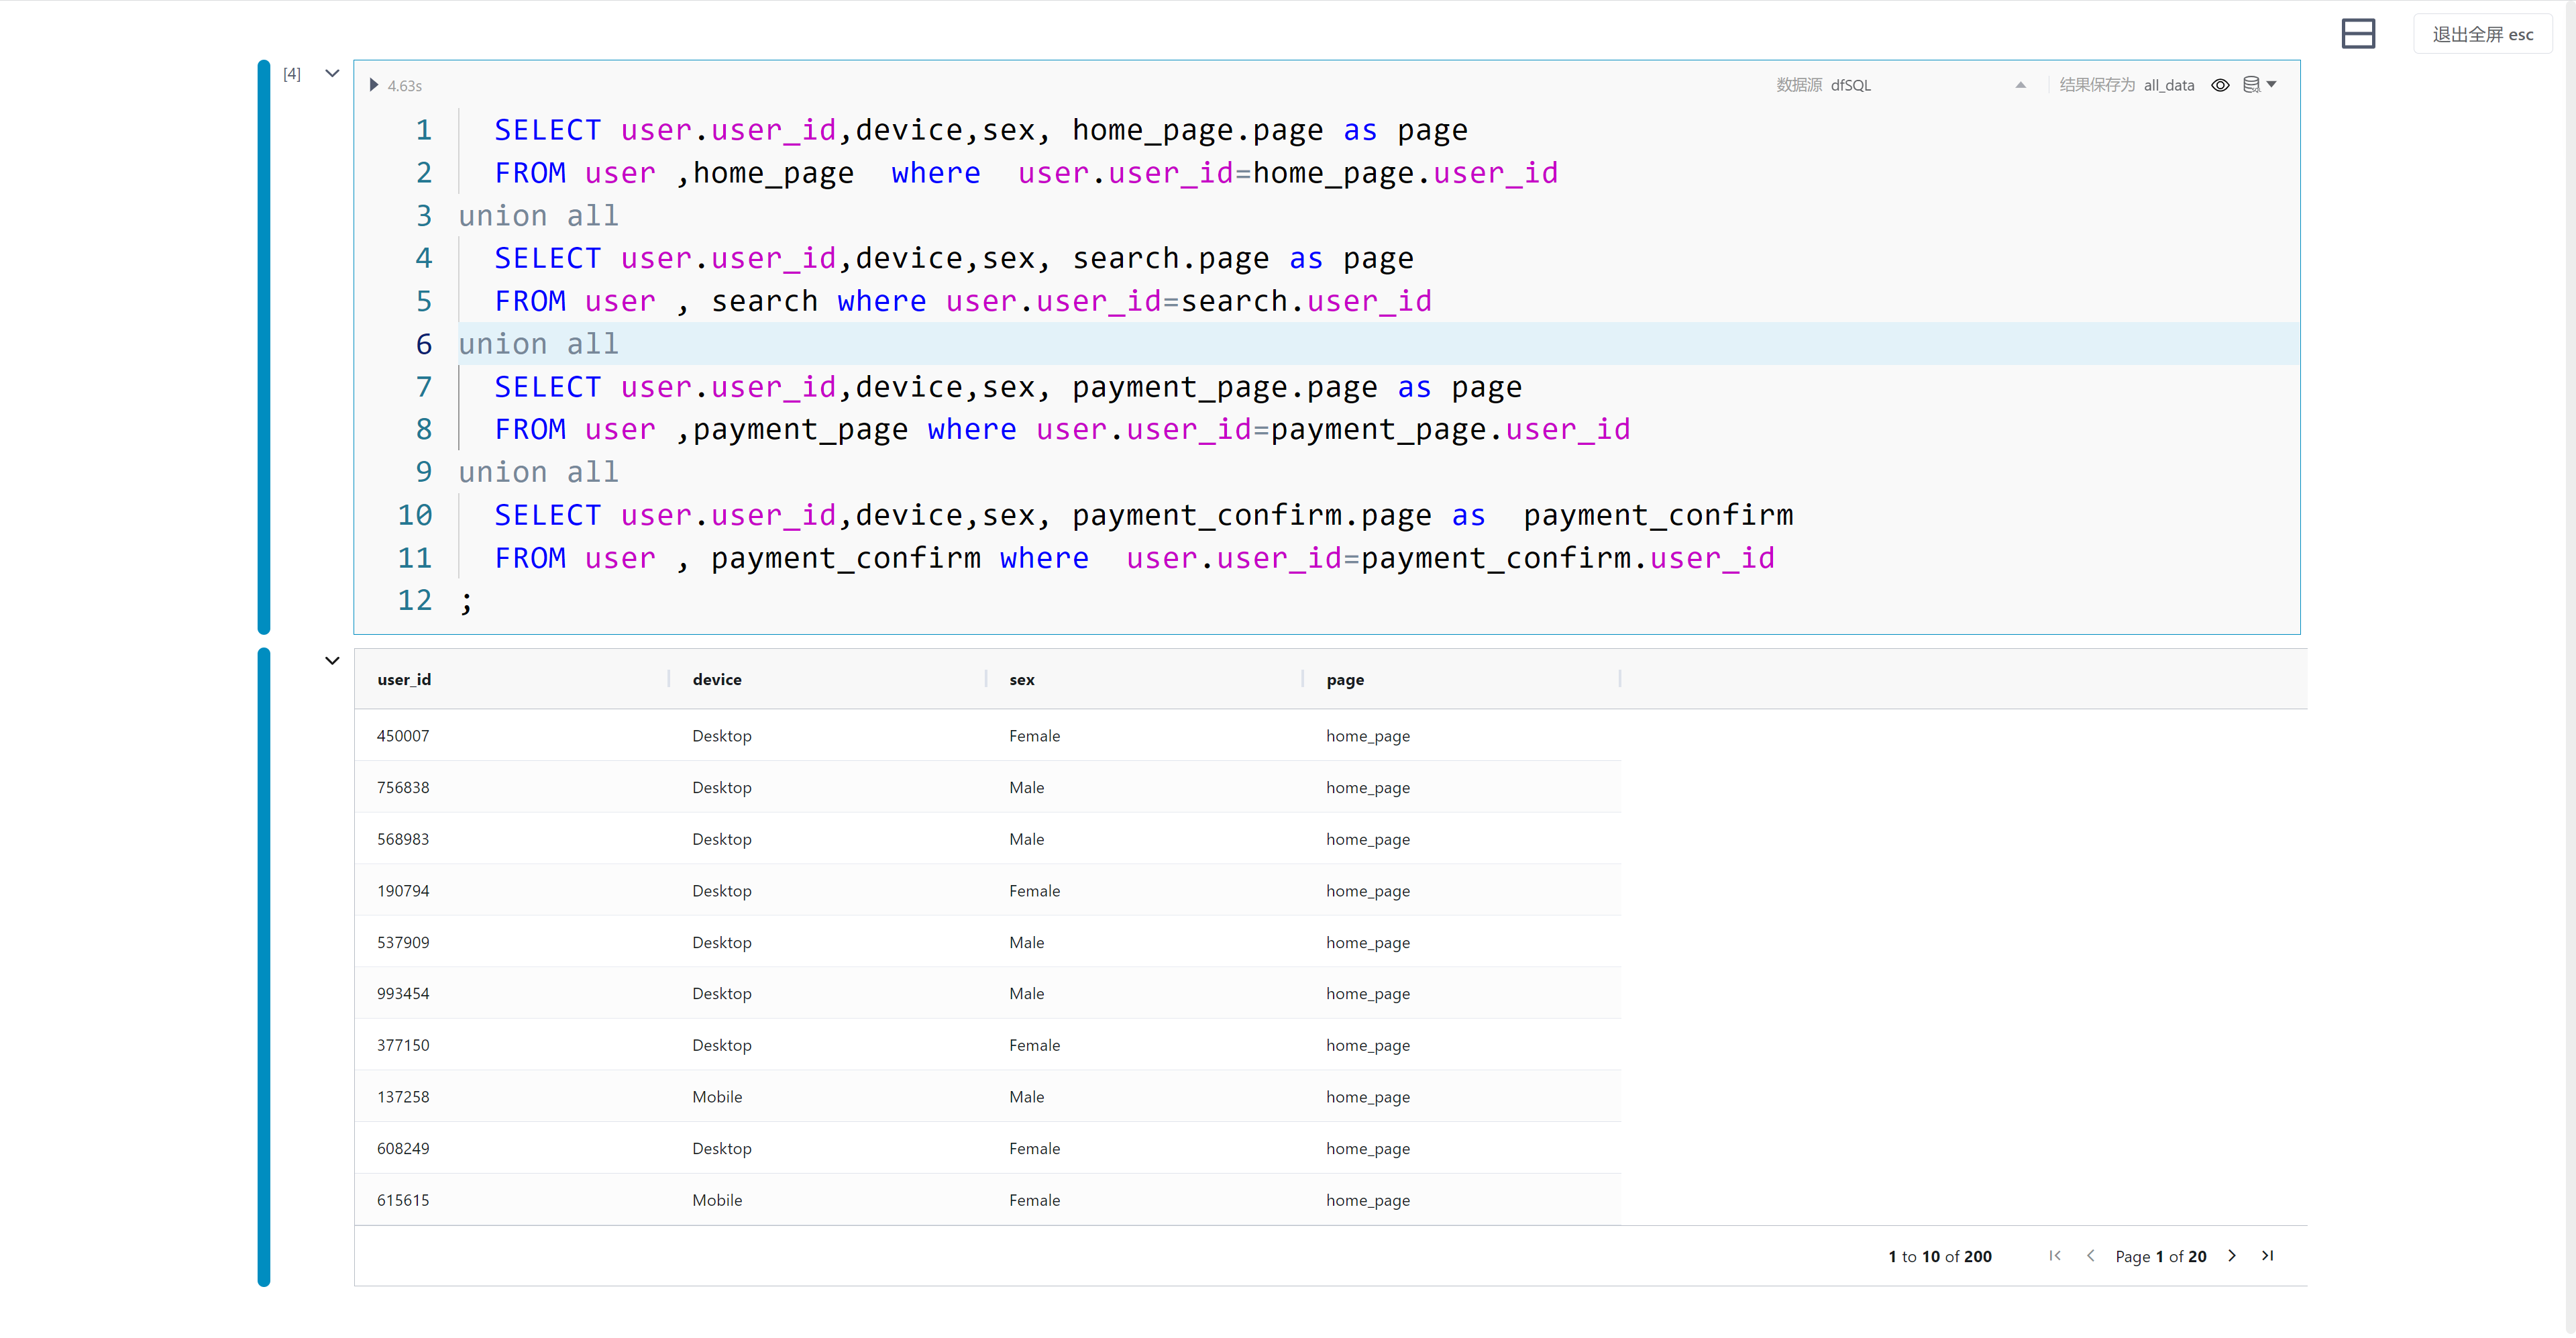 退出全屏 esc
[4]
4.63s 数据源 dfSQL 结果保存为 all_data
1 SELECT user.user_id,device,sex, home_page.page as page
2 FROM user ,home_page  where  user.user_id=home_page.user_id
3 union all
4 SELECT user.user_id,device,sex, search.page as page
5 FROM user , search where user.user_id=search.user_id
6 union all
7 SELECT user.user_id,device,sex, payment_page.page as page
8 FROM user ,payment_page where user.user_id=payment_page.user_id
9 union all
10 SELECT user.user_id,device,sex, payment_confirm.page as  payment_confirm
11 FROM user , payment_confirm where  user.user_id=payment_confirm.user_id
12 ;
user_id device sex page
450007 Desktop Female home_page
756838 Desktop Male home_page
568983 Desktop Male home_page
190794 Desktop Female home_page
537909 Desktop Male home_page
993454 Desktop Male home_page
377150 Desktop Female home_page
137258 Mobile Male home_page
608249 Desktop Female home_page
615615 Mobile Female home_page
1 to 10 of 200 Page 1 of 20